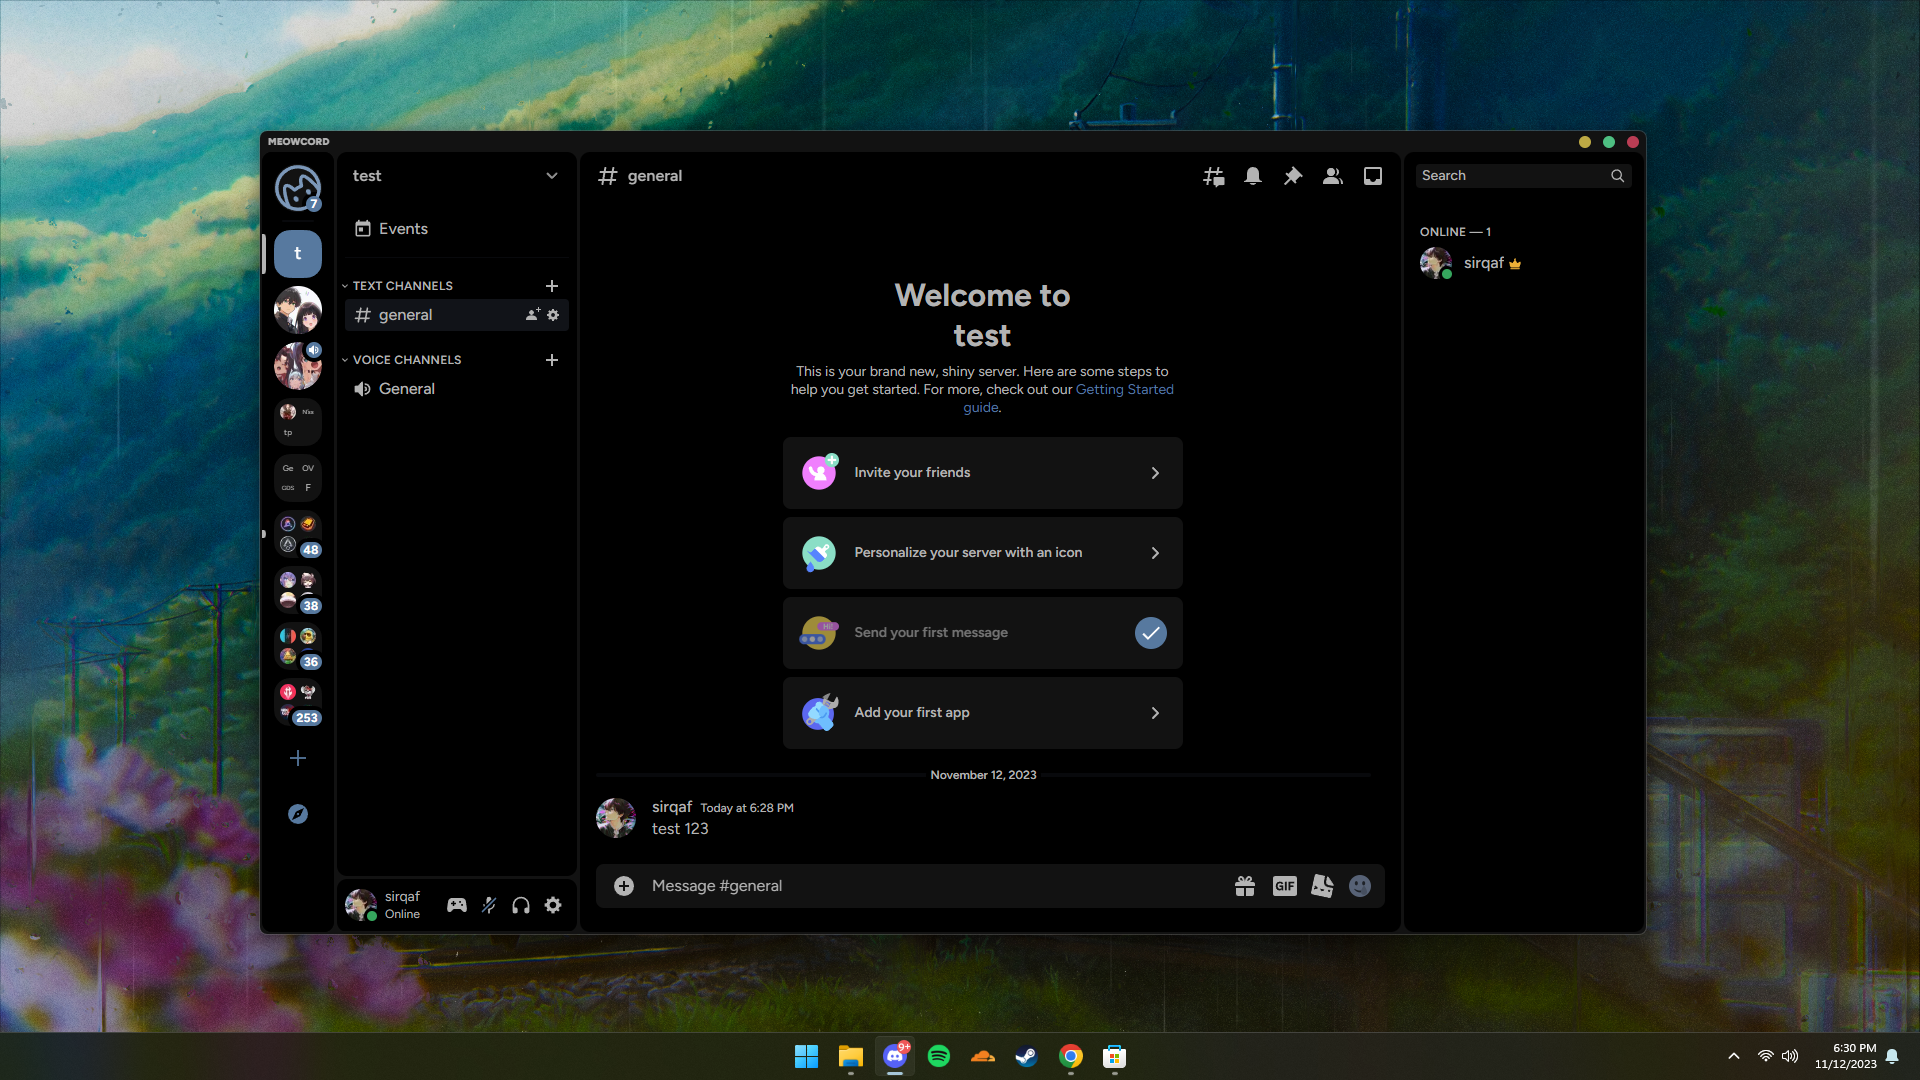 MEOWCORD
7
t
Niss
tp
Ge OV
GDS F
48
38
36
253
test
Events
TEXT CHANNELS
general
VOICE CHANNELS
General
sirqaf
Online
general
Welcome to
test
This is your brand new, shiny server. Here are some steps to
help you get started. For more, check out our Getting Started
guide.
Invite your friends
Personalize your server with an icon
Send your first message
Add your first app
November 12, 2023
sirqaf Today at 6:28 PM
test 123
Message #general
GIF
Search
ONLINE — 1
sirqaf
9+
6:30 PM
11/12/2023